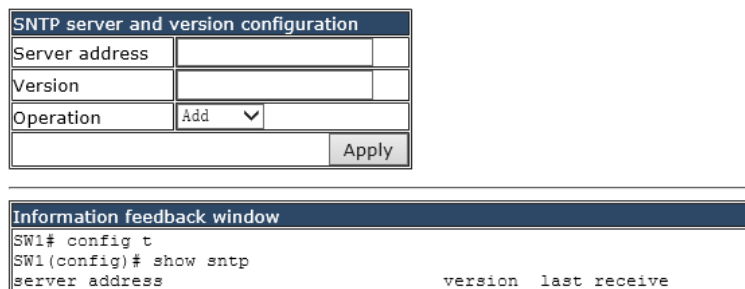 SNTP server and version configuration
Server address
Version
Operation Add
Apply
Information feedback window
SW1# config t
SW1(config)# show sntp
server address version last receive